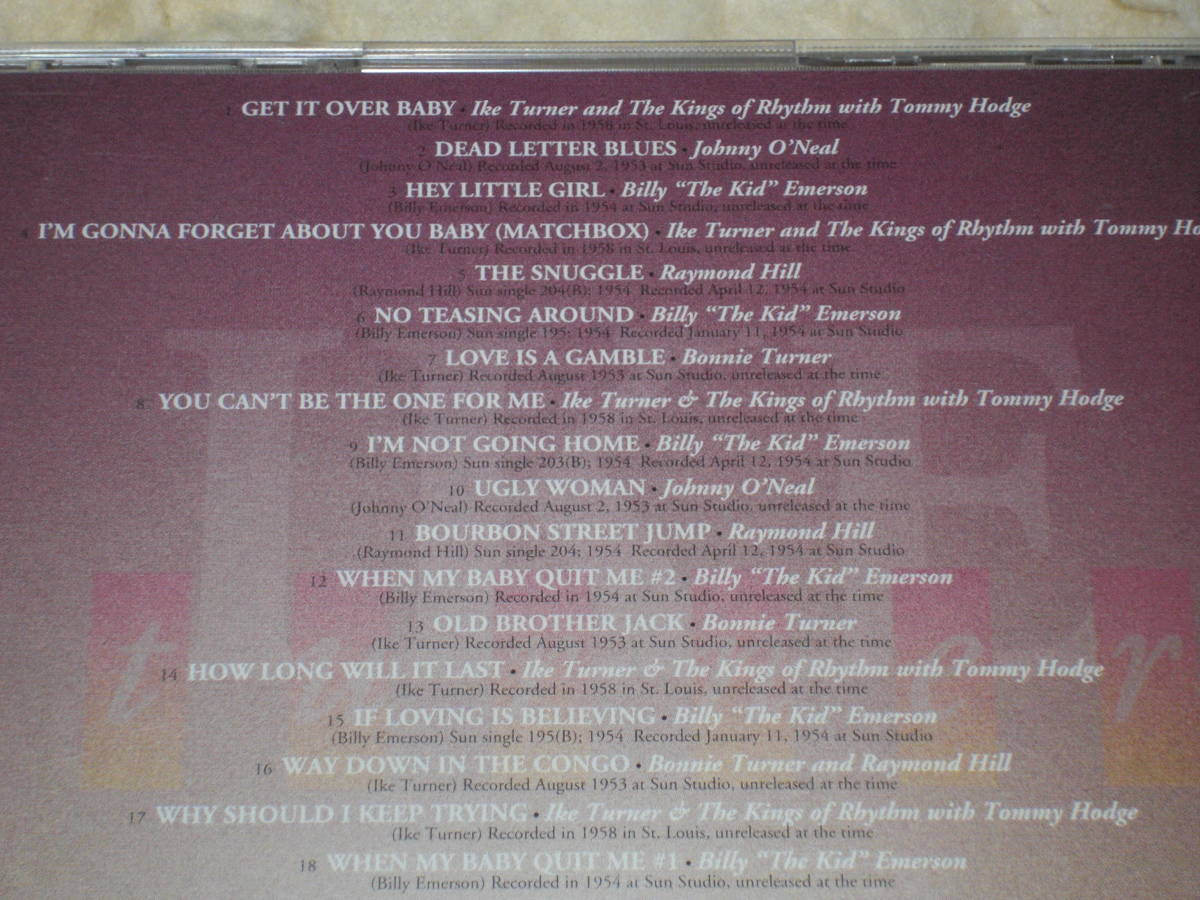 1 GET IT OVER BABY · Ike Turner and The Kings of Rhythm with Tommy Hodge
(Ike Turner) Recorded in 1958 in St. Louis, unreleased at the time
2 DEAD LETTER BLUES · Johnny O'Neal
(Johnny O'Neal) Recorded August 2, 1953 at Sun Studio, unreleased at the time
3 HEY LITTLE GIRL · Billy "The Kid" Emerson
(Billy Emerson) Recorded in 1954 at Sun Studio, unreleased at the time
4 I'M GONNA FORGET ABOUT YOU BABY (MATCHBOX) · Ike Turner and The Kings of Rhythm with Tommy Ho
(Ike Turner) Recorded in 1958 in St. Louis, unreleased at the time
5 THE SNUGGLE · Raymond Hill
(Raymond Hill) Sun single 204(B); 1954 Recorded April 12, 1954 at Sun Studio
6 NO TEASING AROUND · Billy "The Kid" Emerson
(Billy Emerson) Sun single 195; 1954 Recorded January 11, 1954 at Sun Studio
7 LOVE IS A GAMBLE · Bonnie Turner
(Ike Turner) Recorded August 1953 at Sun Studio, unreleased at the time
8 YOU CAN'T BE THE ONE FOR ME · Ike Turner & The Kings of Rhythm with Tommy Hodge
(Ike Turner) Recorded in 1958 in St. Louis, unreleased at the time
9 I'M NOT GOING HOME · Billy "The Kid" Emerson
(Billy Emerson) Sun single 203(B); 1954 Recorded April 12, 1954 at Sun Studio
10 UGLY WOMAN · Johnny O'Neal
(Johnny O'Neal) Recorded August 2, 1953 at Sun Studio, unreleased at the time
11 BOURBON STREET JUMP · Raymond Hill
(Raymond Hill) Sun single 204; 1954 Recorded April 12, 1954 at Sun Studio
12 WHEN MY BABY QUIT ME #2 · Billy "The Kid" Emerson
(Billy Emerson) Recorded in 1954 at Sun Studio, unreleased at the time
13 OLD BROTHER JACK · Bonnie Turner
(Ike Turner) Recorded August 1953 at Sun Studio, unreleased at the time
14 HOW LONG WILL IT LAST · Ike Turner & The Kings of Rhythm with Tommy Hodge
(Ike Turner) Recorded in 1958 in St. Louis, unreleased at the time
15 IF LOVING IS BELIEVING · Billy "The Kid" Emerson
(Billy Emerson) Sun single 195(B); 1954 Recorded January 11, 1954 at Sun Studio
16 WAY DOWN IN THE CONGO · Bonnie Turner and Raymond Hill
(Ike Turner) Recorded August 1953 at Sun Studio, unreleased at the time
17 WHY SHOULD I KEEP TRYING · Ike Turner & The Kings of Rhythm with Tommy Hodge
(Ike Turner) Recorded in 1958 in St. Louis, unreleased at the time
18 WHEN MY BABY QUIT ME #1 · Billy "The Kid" Emerson
(Billy Emerson) Recorded in 1954 at Sun Studio, unreleased at the time